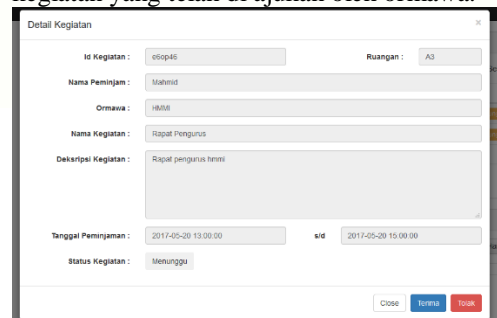 kegiatan yang telah di ajukan oleh ormawa.
Detail Kegiatan ×
Id Kegiatan : e6op46 Ruangan : A3
Nama Peminjam : Mahmid
Ormawa : HMMI
Nama Kegiatan : Rapat Pengurus
Deksripsi Kegiatan : Rapat pengurus hmmi
Tanggal Peminjaman : 2017-05-20 13:00:00 s/d 2017-05-20 15:00:00
Status Kegiatan : Menunggu
Close Terima Tolak